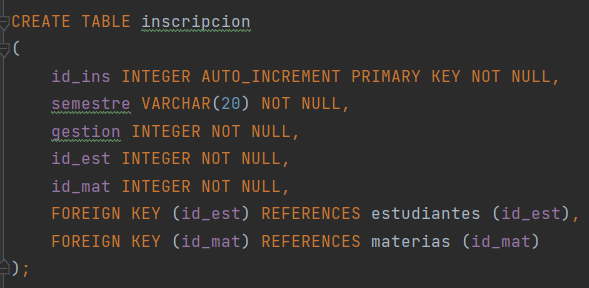 CREATE TABLE inscripcion
(
    id_ins INTEGER AUTO_INCREMENT PRIMARY KEY NOT NULL,
    semestre VARCHAR(20) NOT NULL,
    gestion INTEGER NOT NULL,
    id_est INTEGER NOT NULL,
    id_mat INTEGER NOT NULL,
    FOREIGN KEY (id_est) REFERENCES estudiantes (id_est),
    FOREIGN KEY (id_mat) REFERENCES materias (id_mat)
);